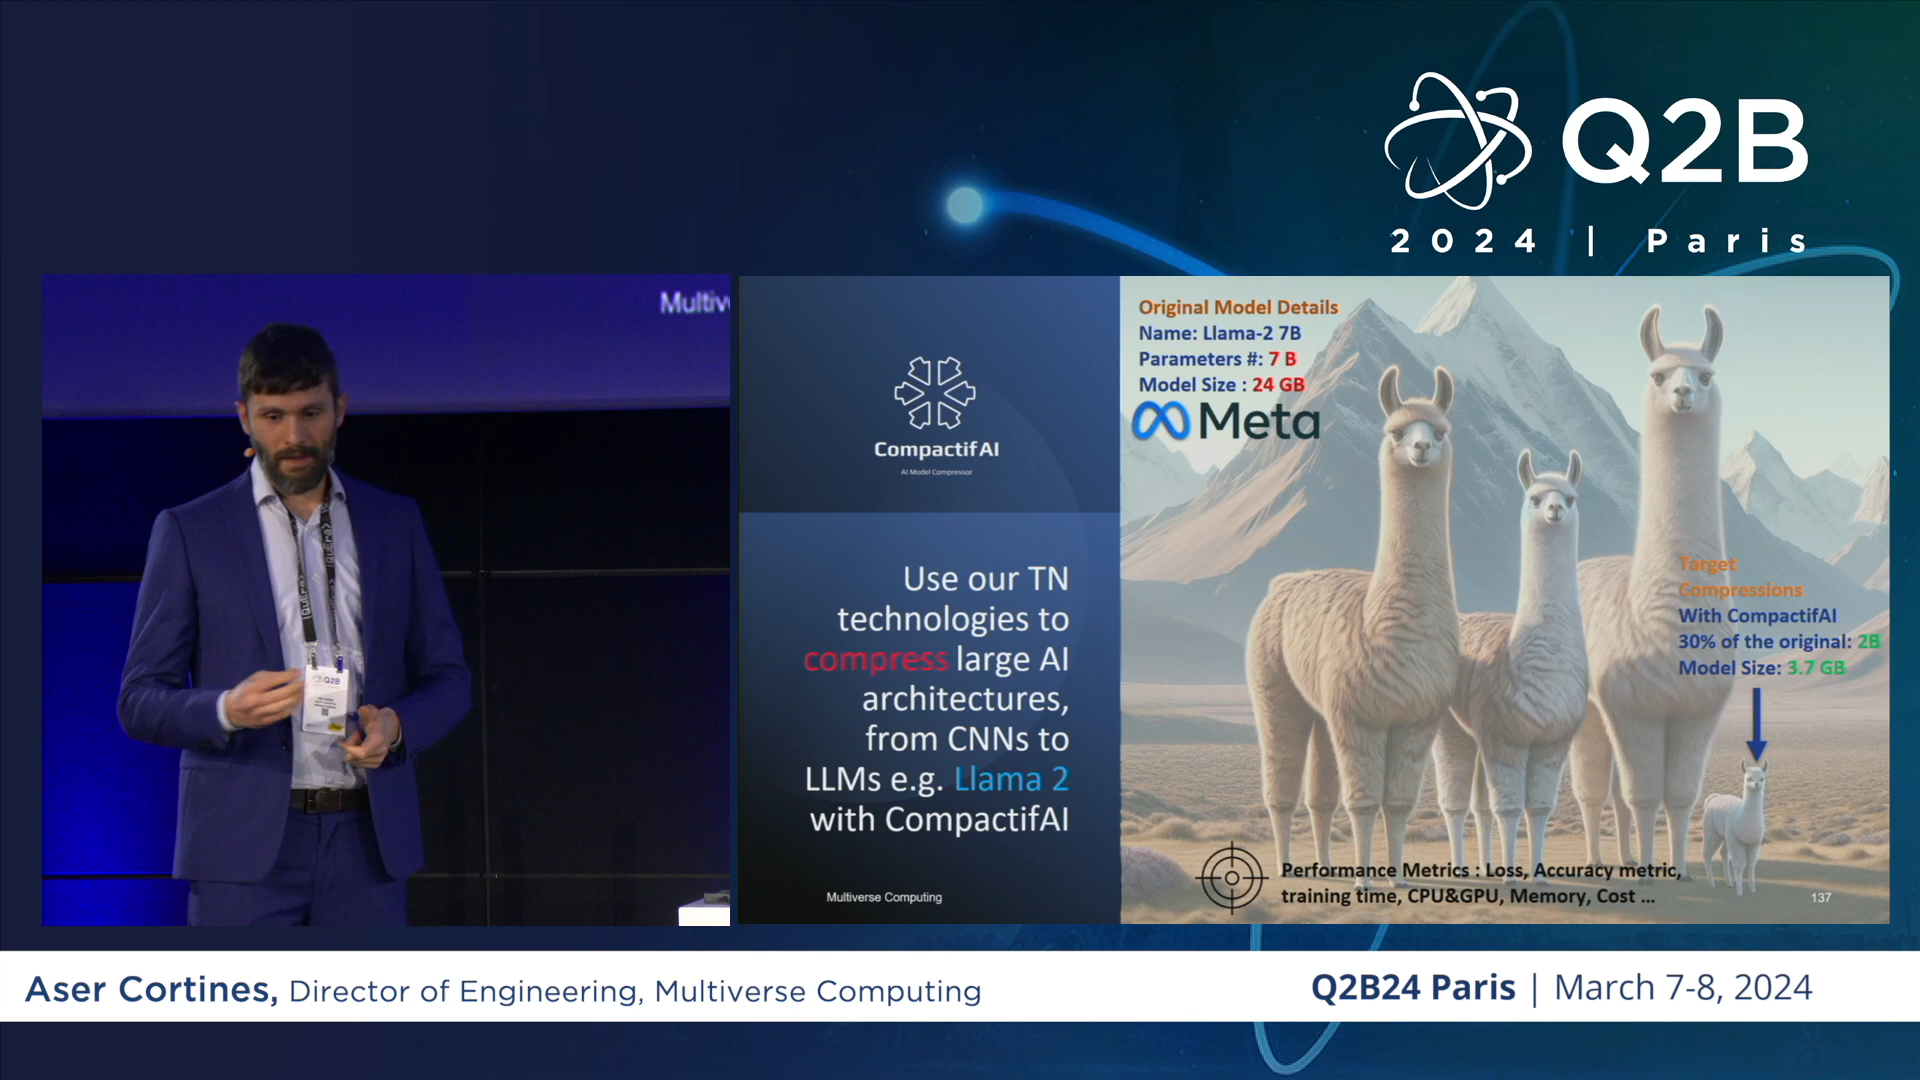 Q2B
2024 | Paris
Multiv
CompactifAI
AI Model Compressor
Use our TN
technologies to
compress large AI
architectures,
from CNNs to
LLMs e.g. Llama 2
with CompactifAI
Multiverse Computing
Original Model Details
Name: Llama-2 7B
Parameters #: 7 B
Model Size : 24 GB
Meta
Target
Compressions
With CompactifAI
30% of the original: 2B
Model Size: 3.7 GB
Performance Metrics : Loss, Accuracy metric,
training time, CPU&GPU, Memory, Cost ...
137
Q2B
Aser Cortines, Director of Engineering, Multiverse Computing
Q2B24 Paris | March 7-8, 2024